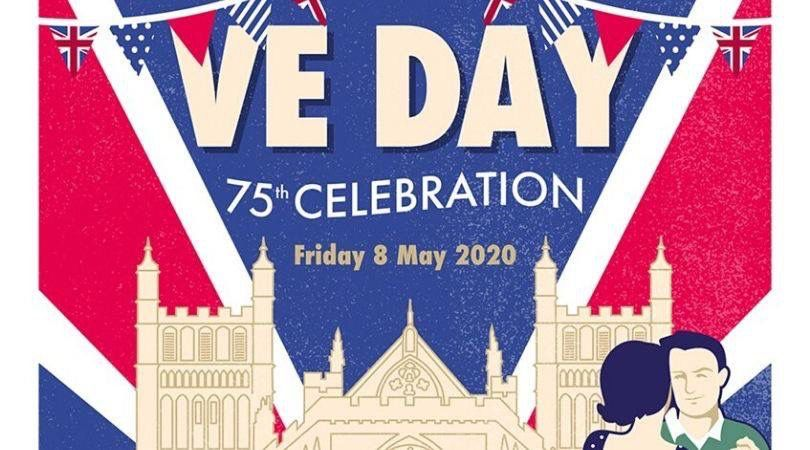 VE DAY
75th CELEBRATION
Friday 8 May 2020